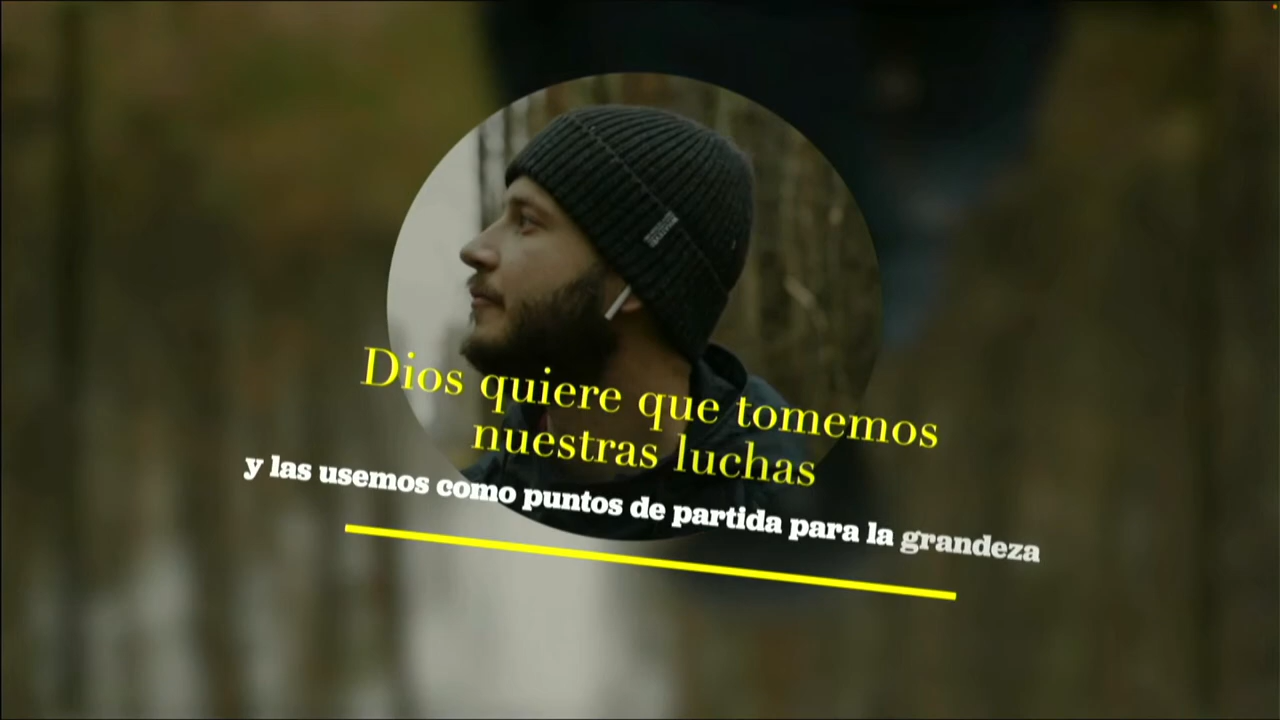 Dios quiere que tomemos
nuestras luchas
y las usemos como puntos de partida para la grandeza